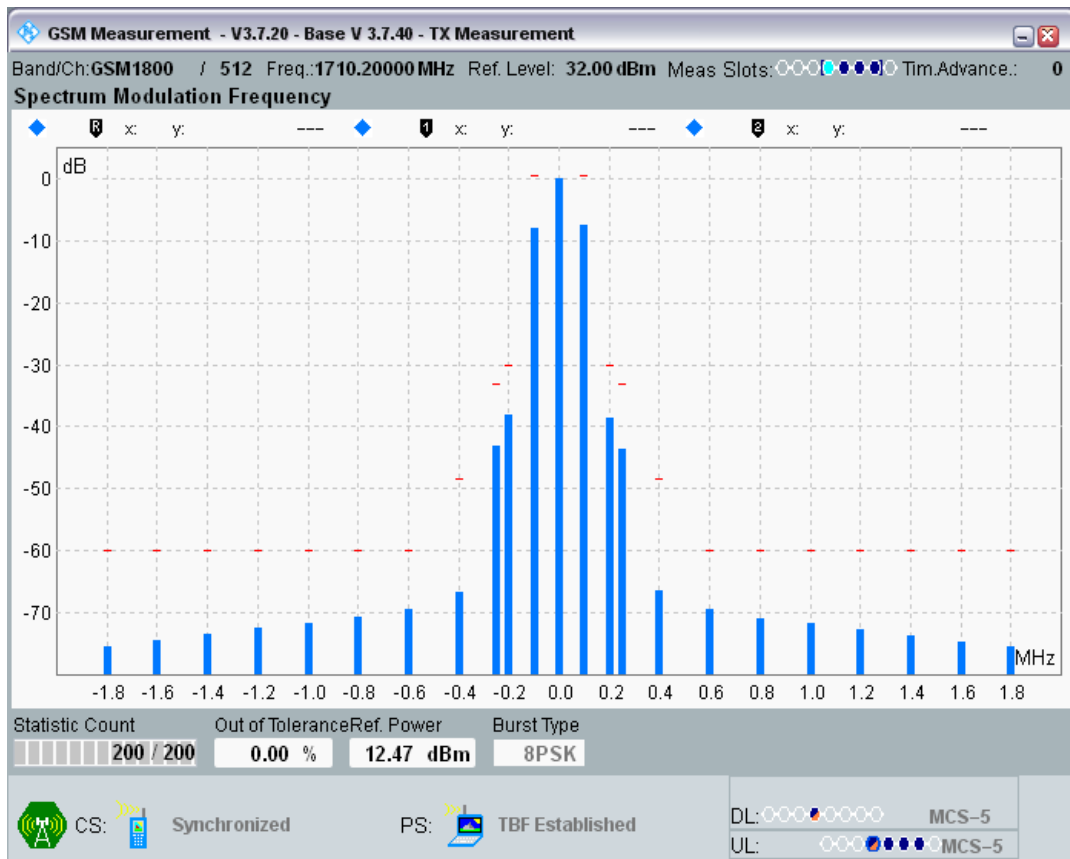 GSM Measurement - V3.7.20 - Base V 3.7.40 - TX Measurement
Band/Ch:GSM1800 / 512 Freq.:1710.20000 MHz Ref. Level: 32.00 dBm Meas Slots: Tim.Advance.: 0
Spectrum Modulation Frequency
R x: y: --- 1 x: y: --- 2 x: y: ---
dB
0
-10
-20
-30
-40
-50
-60
-70
MHz
-1.8 -1.6 -1.4 -1.2 -1.0 -0.8 -0.6 -0.4 -0.2 0.0 0.2 0.4 0.6 0.8 1.0 1.2 1.4 1.6 1.8
Statistic Count Out of Tolerance Ref. Power Burst Type
200 / 200 0.00 % 12.47 dBm 8PSK
CS: Synchronized PS: TBF Established
DL: MCS-5
UL: MCS-5